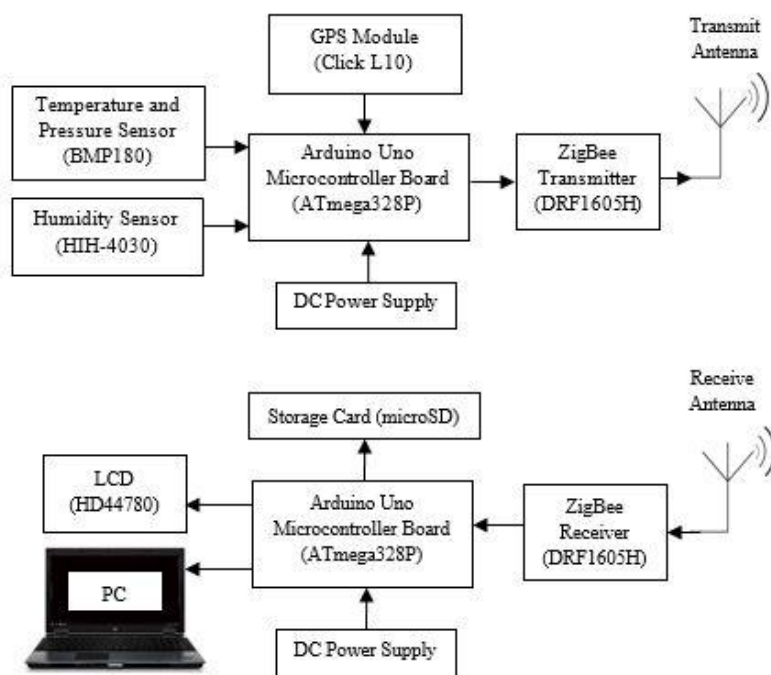 GPS Module
(Click L10)
Transmit
Antenna
Temperature and
Pressure Sensor
(BMP180)
Arduino Uno
Microcontroller Board
(ATmega328P)
ZigBee
Transmitter
(DRF1605H)
Humidity Sensor
(HIH-4030)
DC Power Supply
Receive
Antenna
Storage Card (microSD)
LCD
(HD44780)
Arduino Uno
Microcontroller Board
(ATmega328P)
ZigBee
Receiver
(DRF1605H)
PC
DC Power Supply